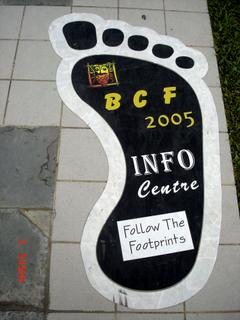 BCF
2005
INFO
Centre
Follow The
Footprints